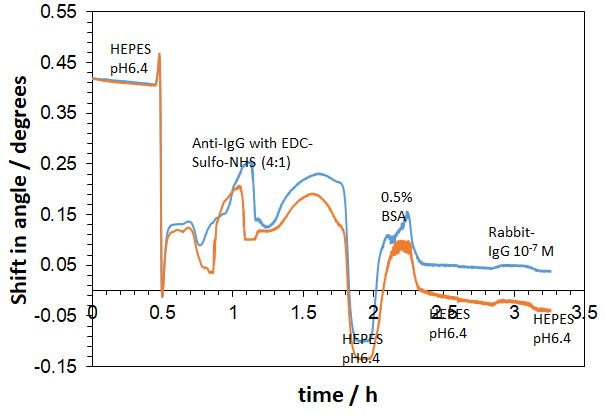 0.55
0.45
0.35
0.25
0.15
0.05
-0.05
-0.15
Shift in angle / degrees
HEPES
pH6.4
Anti-IgG with EDC-
Sulfo-NHS (4:1)
0.5%
BSA
Rabbit-
IgG 10⁻⁷ M
0 0.5 1 1.5 2 2.5 3 3.5
HEPES
pH6.4
HEPES
pH6.4
HEPES
pH6.4
time / h